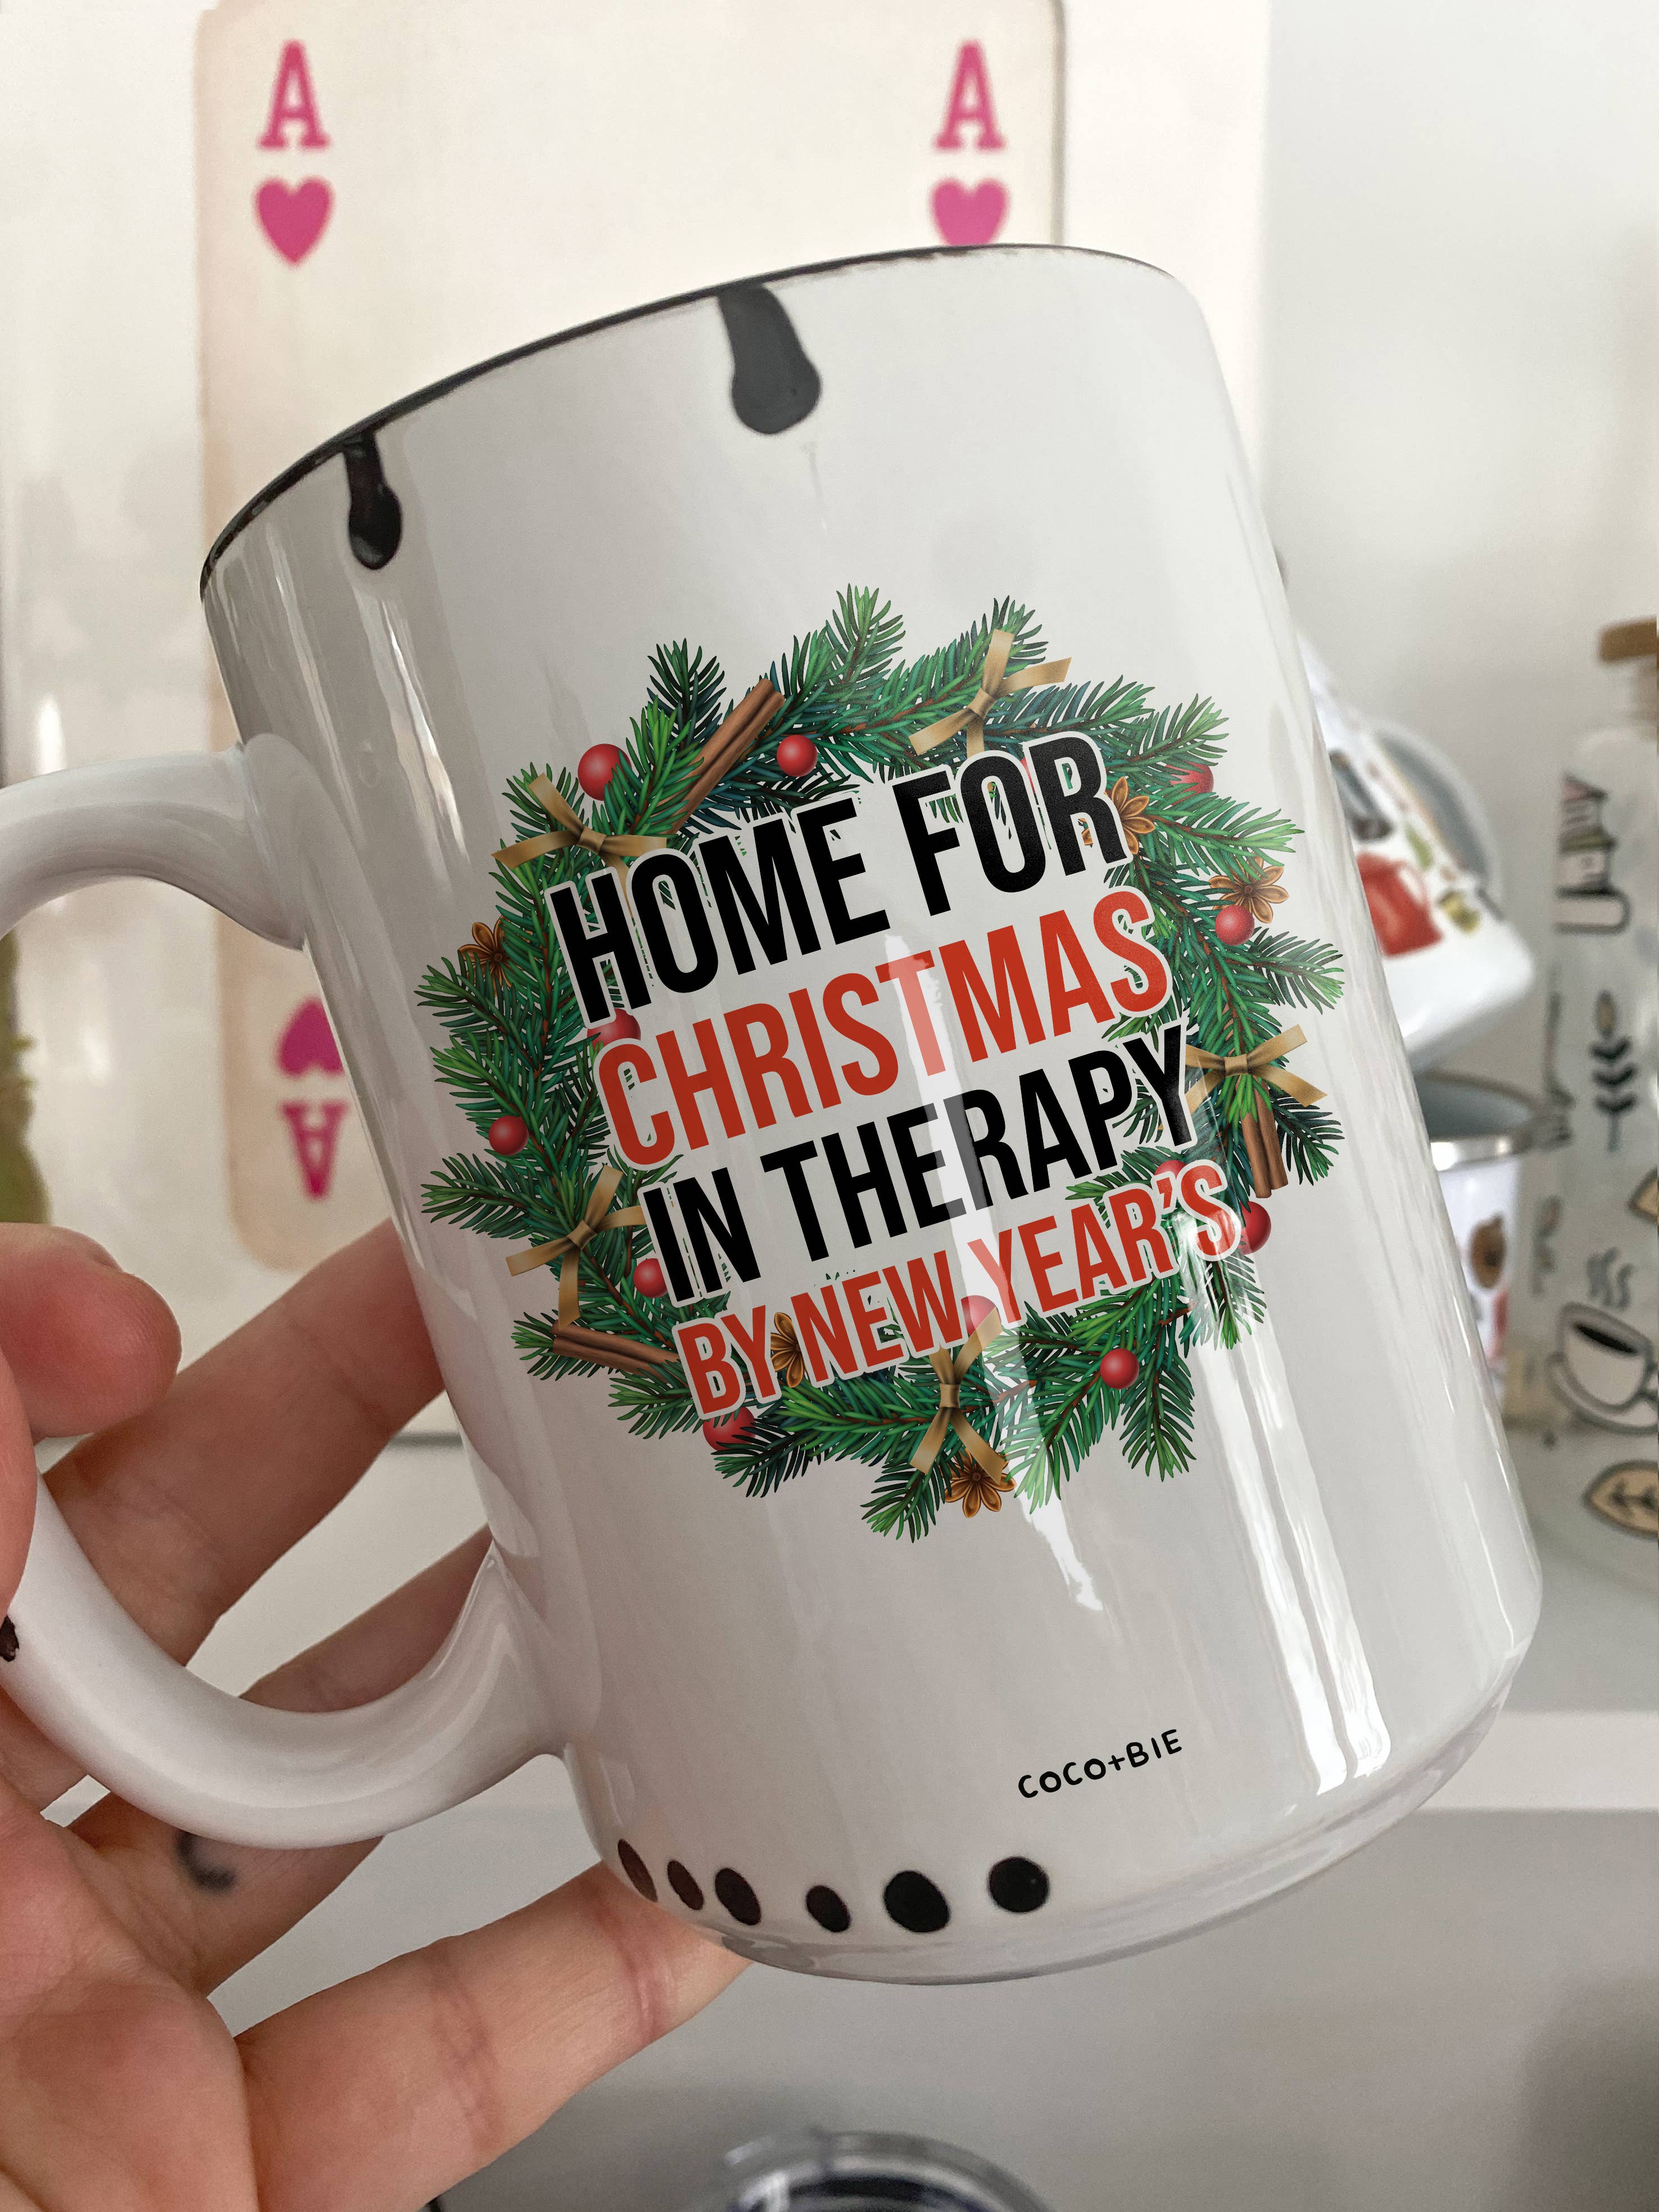 A A
HOME FOR
CHRISTMAS
IN THERAPY
BY NEW YEAR'S
A
COCO+BIE